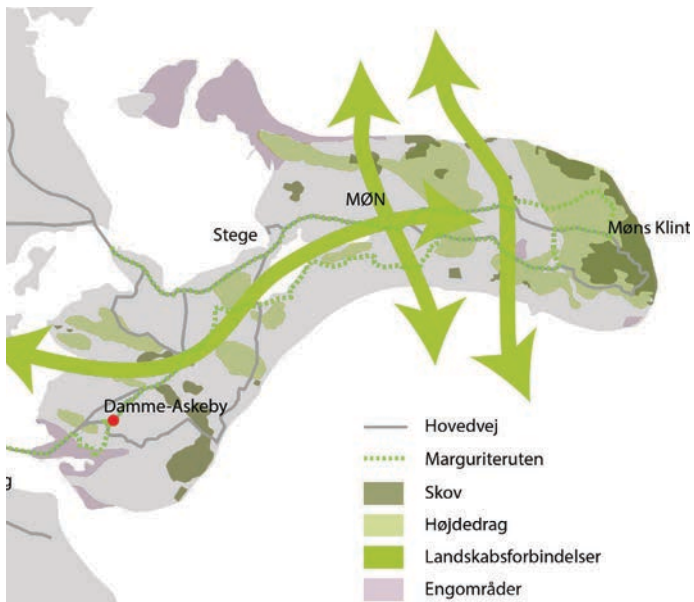 MØN
Stege
Møns Klint
Damme-Askeby
g
Hovedvej
Marguriteruten
Skov
Højdedrag
Landskabsforbindelser
Engområder